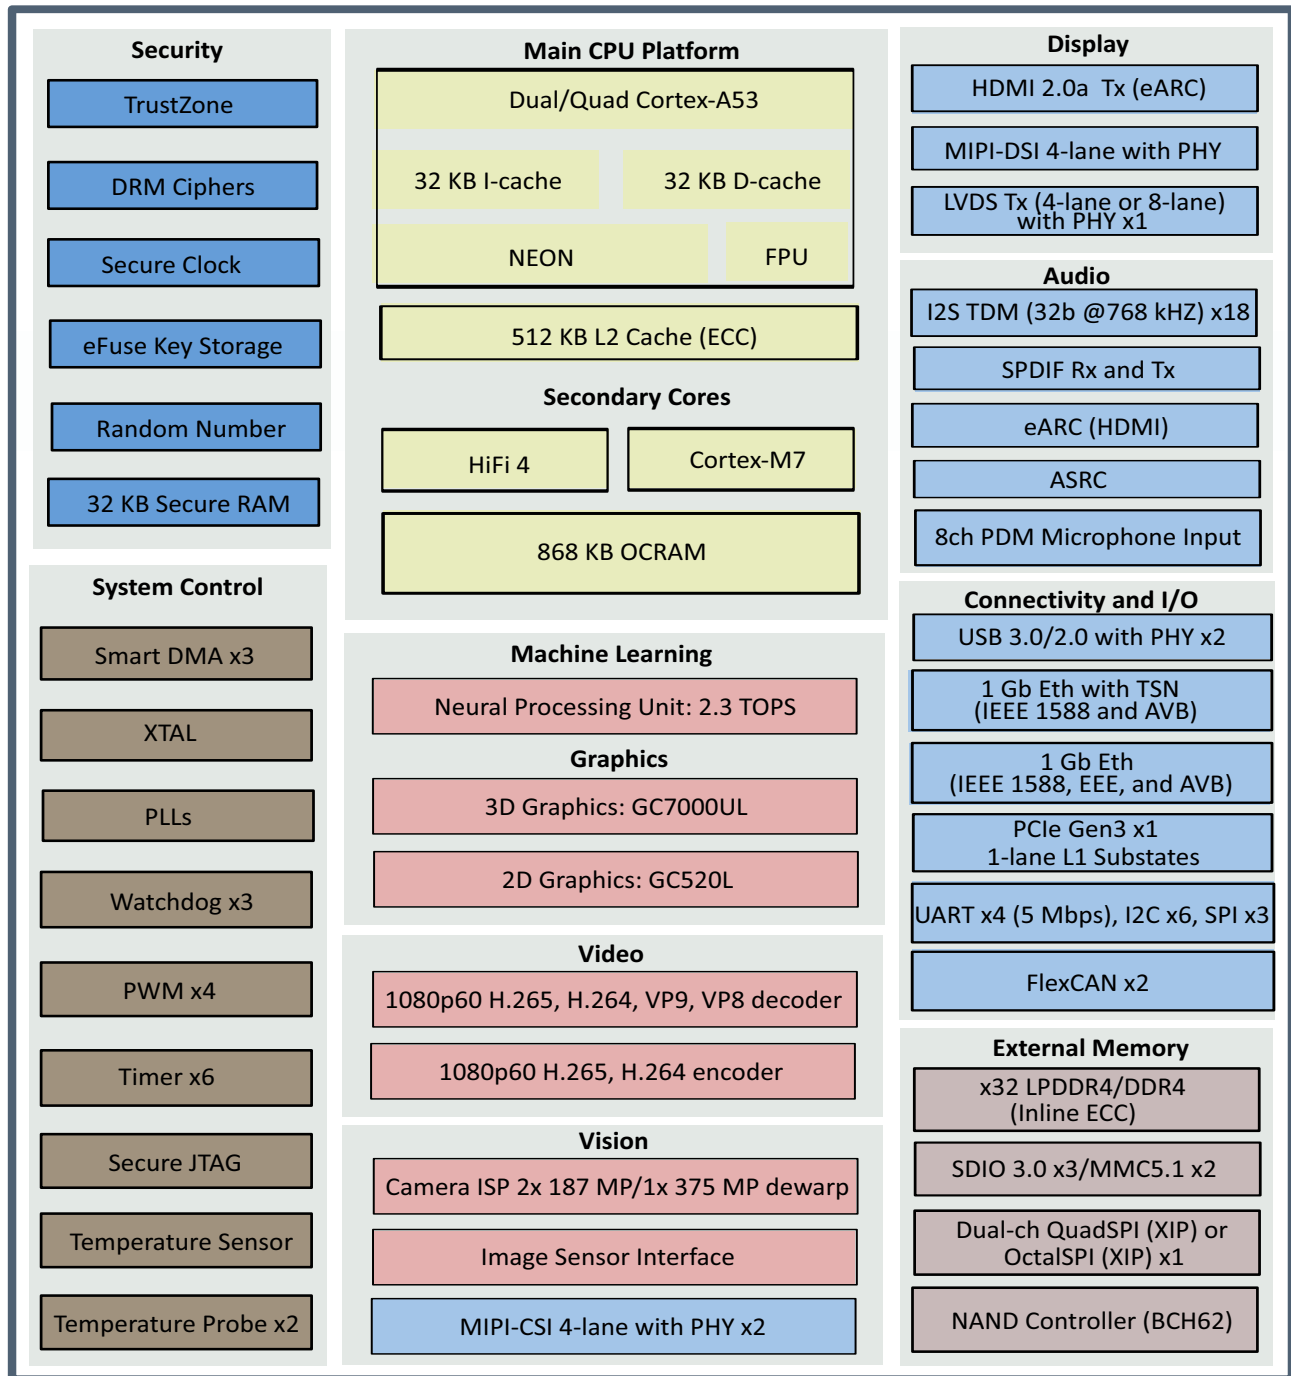 Security
TrustZone
DRM Ciphers
Secure Clock
eFuse Key Storage
Random Number
32 KB Secure RAM
System Control
Smart DMA x3
XTAL
PLLs
Watchdog x3
PWM x4
Timer x6
Secure JTAG
Temperature Sensor
Temperature Probe x2
Main CPU Platform
Dual/Quad Cortex-A53
32 KB I-cache
32 KB D-cache
NEON
FPU
512 KB L2 Cache (ECC)
Secondary Cores
HiFi 4
Cortex-M7
868 KB OCRAM
Machine Learning
Neural Processing Unit: 2.3 TOPS
Graphics
3D Graphics: GC7000UL
2D Graphics: GC520L
Video
1080p60 H.265, H.264, VP9, VP8 decoder
1080p60 H.265, H.264 encoder
Vision
Camera ISP 2x 187 MP/1x 375 MP dewarp
Image Sensor Interface
MIPI-CSI 4-lane with PHY x2
Display
HDMI 2.0a Tx (eARC)
MIPI-DSI 4-lane with PHY
LVDS Tx (4-lane or 8-lane)
with PHY x1
Audio
I2S TDM (32b @768 kHZ) x18
SPDIF Rx and Tx
eARC (HDMI)
ASRC
8ch PDM Microphone Input
Connectivity and I/O
USB 3.0/2.0 with PHY x2
1 Gb Eth with TSN
(IEEE 1588 and AVB)
1 Gb Eth
(IEEE 1588, EEE, and AVB)
PCIe Gen3 x1
1-lane L1 Substates
UART x4 (5 Mbps), I2C x6, SPI x3
FlexCAN x2
External Memory
x32 LPDDR4/DDR4
(Inline ECC)
SDIO 3.0 x3/MMC5.1 x2
Dual-ch QuadSPI (XIP) or
OctalSPI (XIP) x1
NAND Controller (BCH62)